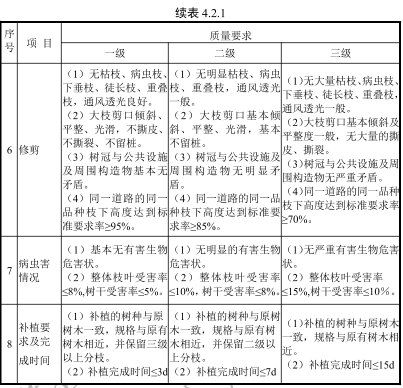 续表 4.2.1
序号 项 目 质量要求
一级 二级 三级
6 修剪
（1）无枯枝、病虫枝、
下垂枝、徒长枝、重叠
枝，通风透光良好。
（2）大枝剪口倾斜、
平整、光滑，不撕皮、
不撕裂、不留桩。
（3）树冠与公共设施
及周围构造物基本无
矛盾。
（4）同一道路的同一
品种枝下高度达到标
准要求率≥95%。
（1）无明显枯枝、病虫
枝、重叠枝，通风透光
一般。
（2）大枝剪口基本倾
斜、平整、光滑，基本
不留桩。
（3）树冠与公共设施及
周围构造物无明显矛
盾。
（4）同一道路的同一品
种枝下高度达到标准要
求率≥85%。
（1）无大量枯枝、病虫枝、
下垂枝、徒长枝、重叠枝，
通风透光一般。
（2）大枝剪口基本倾斜及
平整度一般，无大量的撕
皮、撕裂。
（3）树冠与公共设施及周
围构造物无严重矛盾。
（4）同一道路的同一品种
枝下高度达到标准要求率
≥70%。
7 病虫害
情况
（1）基本无有害生物
危害状。
（2）整体枝叶受害率
≤8%,树干受害率≤5%。
（1）无明显的有害生物
危害状。
（2）整体枝叶受害率
≤10%，树干受害率≤8%。
（1）无严重有害生物危害
状。
（2）整体枝叶受害率
≤15%,树干受害率≤10%。
8 补植要
求及完
成时间
（1）补植的树种与原
树木一致，规格与原有
树木相近，并保留三级
以上分枝。
（2）补植完成时间≤3d
（1）补植的树种与原
树木一致，规格与原有
树木相近，并保留二级以
上分枝。
（2）补植完成时间≤7d
（1）补植的树种与原树木
一致，规格与原有树木相
近。
（2）补植完成时间≤15d